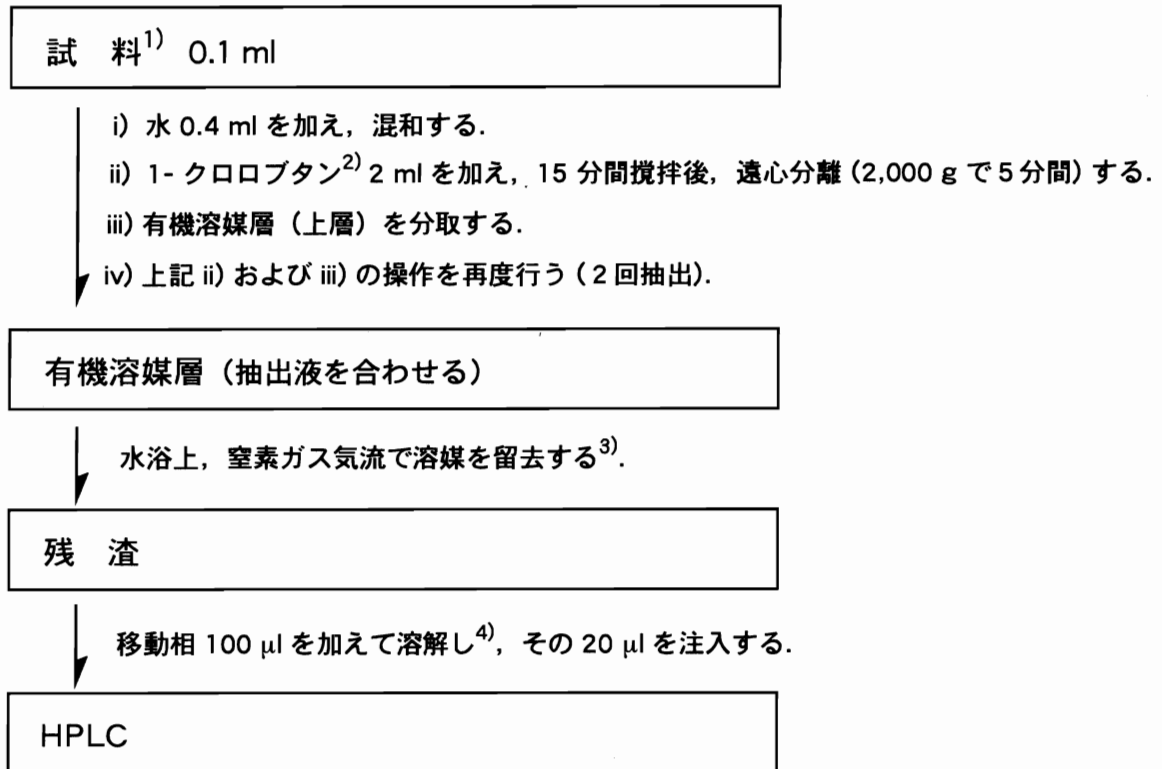 試　料1) 0.1 ml
i) 水 0.4 ml を加え，混和する．
ii) 1- クロロブタン2) 2 ml を加え，15 分間撹拌後，遠心分離 (2,000 g で 5 分間) する．
iii) 有機溶媒層（上層）を分取する．
iv) 上記 ii) および iii) の操作を再度行う（2 回抽出）．
有機溶媒層（抽出液を合わせる）
水浴上，窒素ガス気流で溶媒を留去する3)．
残　渣
移動相 100 μl を加えて溶解し4)，その 20 μl を注入する．
HPLC